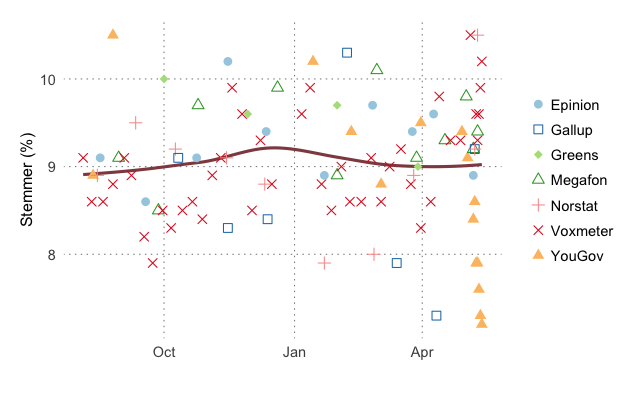 Stemmer (%)
10
9
8
Oct
Jan
Apr
Epinion
Gallup
Greens
Megafon
Norstat
Voxmeter
YouGov